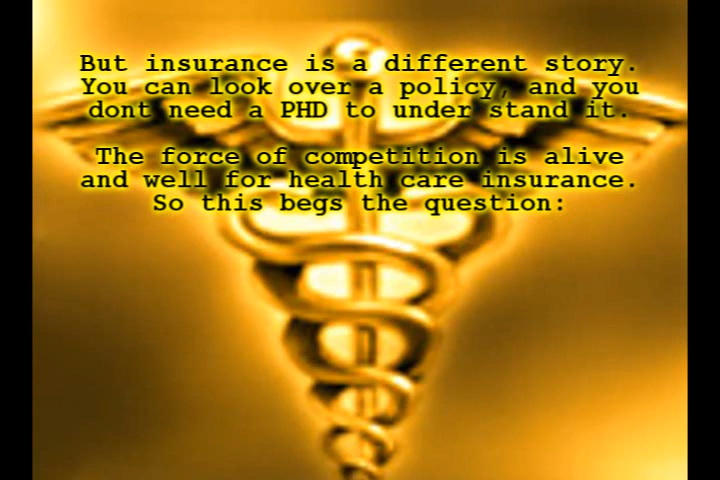 But insurance is a different story.
You can look over a policy, and you
dont need a PHD to under stand it.
The force of competition is alive
and well for health care insurance.
So this begs the question: